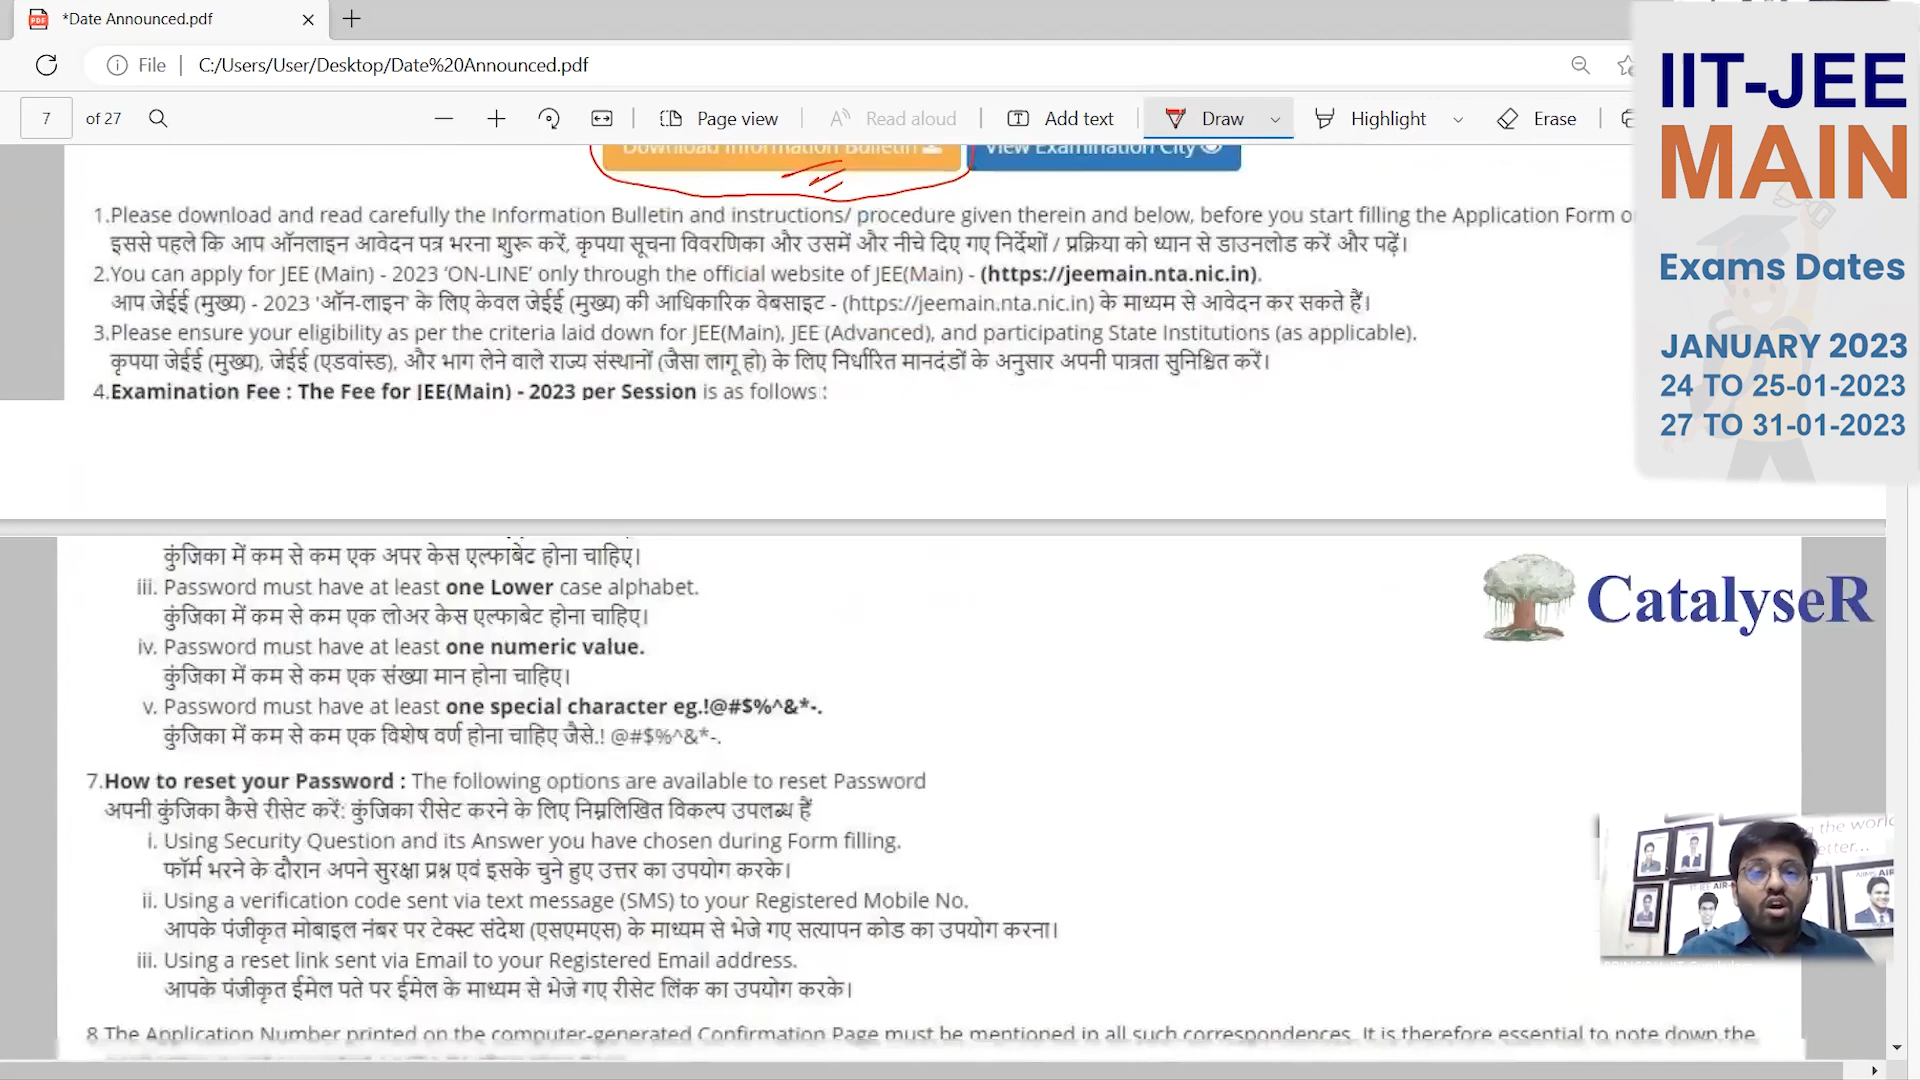 *Date Announced.pdf
File
C:/Users/User/Desktop/Date%20Announced.pdf
7 of 27
Page view
Read aloud
Add text
Draw
Highlight
Erase
IIT-JEE
MAIN
Exams Dates
JANUARY 2023
24 TO 25-01-2023
27 TO 31-01-2023
Download Information Bulletin
View Examination City
1.Please download and read carefully the Information Bulletin and instructions/ procedure given therein and below, before you start filling the Application Form
इससे पहले कि आप ऑनलाइन आवेदन पत्र भरना शुरू करें, कृपया सूचना विवरणिका और उसमें और नीचे दिए गए निर्देशों / प्रक्रिया को ध्यान से डाउनलोड करें और पढ़ें।
2.You can apply for JEE (Main) - 2023 ‘ON-LINE’ only through the official website of JEE(Main) - (https://jeemain.nta.nic.in).
आप जेईई (मुख्य) - 2023 'ऑन-लाइन' के लिए केवल जेईई (मुख्य) की आधिकारिक वेबसाइट - (https://jeemain.nta.nic.in) के माध्यम से आवेदन कर सकते हैं।
3.Please ensure your eligibility as per the criteria laid down for JEE(Main), JEE (Advanced), and participating State Institutions (as applicable).
कृपया जेईई (मुख्य), जेईई (एडवांस्ड), और भाग लेने वाले राज्य संस्थानों (जैसा लागू हो) के लिए निर्धारित मानदंडों के अनुसार अपनी पात्रता सुनिश्चित करें।
4.Examination Fee : The Fee for JEE(Main) - 2023 per Session is as follows :
कुंजिका में कम से कम एक अपर केस एल्फाबेट होना चाहिए।
iii. Password must have at least one Lower case alphabet.
कुंजिका में कम से कम एक लोअर केस एल्फाबेट होना चाहिए।
iv. Password must have at least one numeric value.
कुंजिका में कम से कम एक संख्या मान होना चाहिए।
v. Password must have at least one special character eg.!@#$%^&*-.
कुंजिका में कम से कम एक विशेष वर्ण होना चाहिए जैसे.! @#$%^&*-.
CatalyseR
7.How to reset your Password : The following options are available to reset Password
अपनी कुंजिका कैसे रीसेट करें: कुंजिका रीसेट करने के लिए निम्नलिखित विकल्प उपलब्ध हैं
i. Using Security Question and its Answer you have chosen during Form filling.
फॉर्म भरने के दौरान अपने सुरक्षा प्रश्न एवं इसके चुने हुए उत्तर का उपयोग करके।
ii. Using a verification code sent via text message (SMS) to your Registered Mobile No.
आपके पंजीकृत मोबाइल नंबर पर टेक्स्ट संदेश (एसएमएस) के माध्यम से भेजे गए सत्यापन कोड का उपयोग करना।
iii. Using a reset link sent via Email to your Registered Email address.
आपके पंजीकृत ईमेल पते पर ईमेल के माध्यम से भेजे गए रीसेट लिंक का उपयोग करके।
8.The Application Number printed on the computer-generated Confirmation Page must be mentioned in all such correspondences. It is therefore essential to note down the